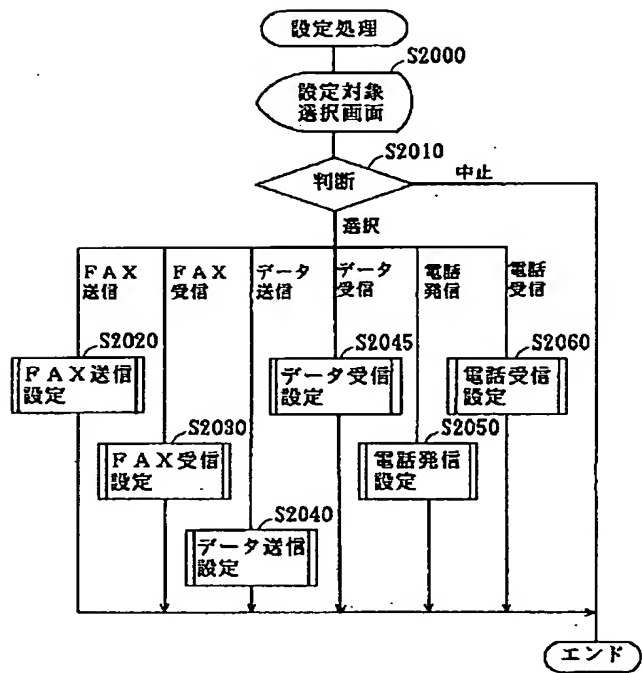 設定処理
S2000
設定対象
選択画面
S2010
判断
中止
選択
FAX
送信
FAX
受信
データ
送信
データ
受信
電話
発信
電話
受信
S2020
FAX送信
設定
S2045
データ受信
設定
S2060
電話受信
設定
S2030
FAX受信
設定
S2050
電話発信
設定
S2040
データ送信
設定
エンド